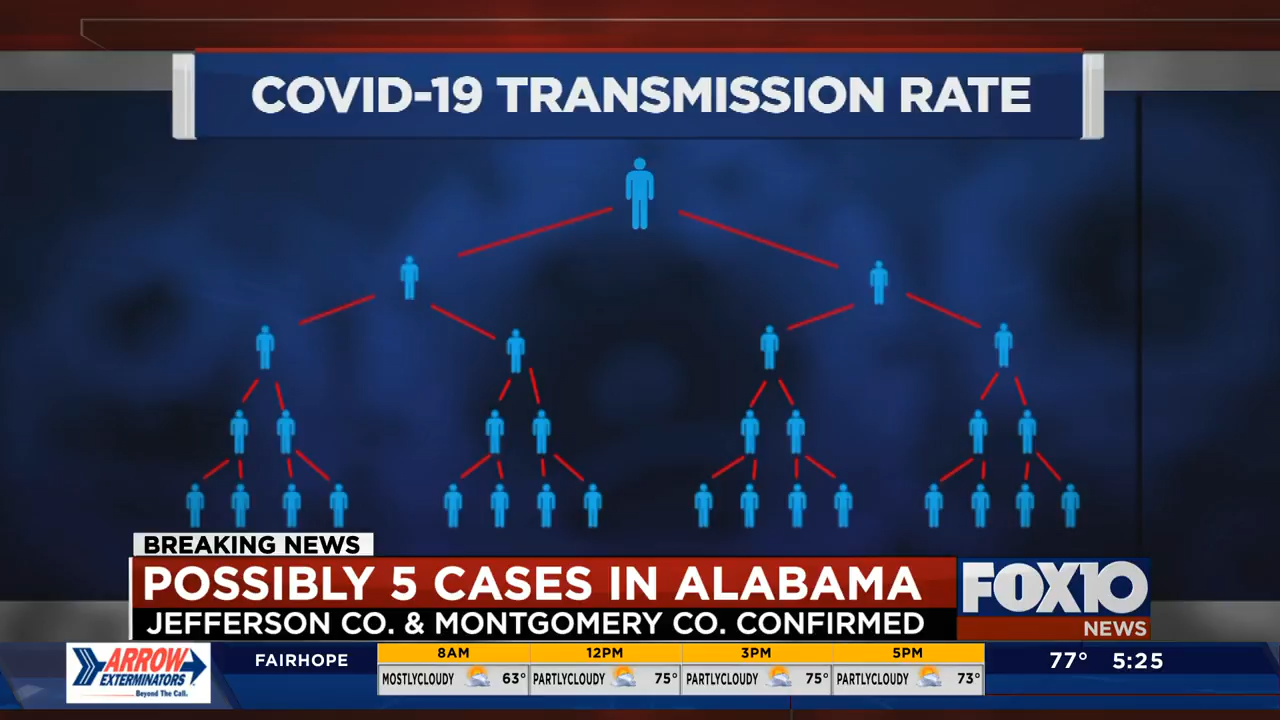 COVID-19 TRANSMISSION RATE
BREAKING NEWS
POSSIBLY 5 CASES IN ALABAMA
JEFFERSON CO. & MONTGOMERY CO. CONFIRMED
FOX10
NEWS
ARROW
EXTERMINATORS
Beyond The Call.
FAIRHOPE
8AM 12PM 3PM 5PM
MOSTLYCLOUDY 63° PARTLYCLOUDY 75° PARTLYCLOUDY 75° PARTLYCLOUDY 73°
77° 5:25